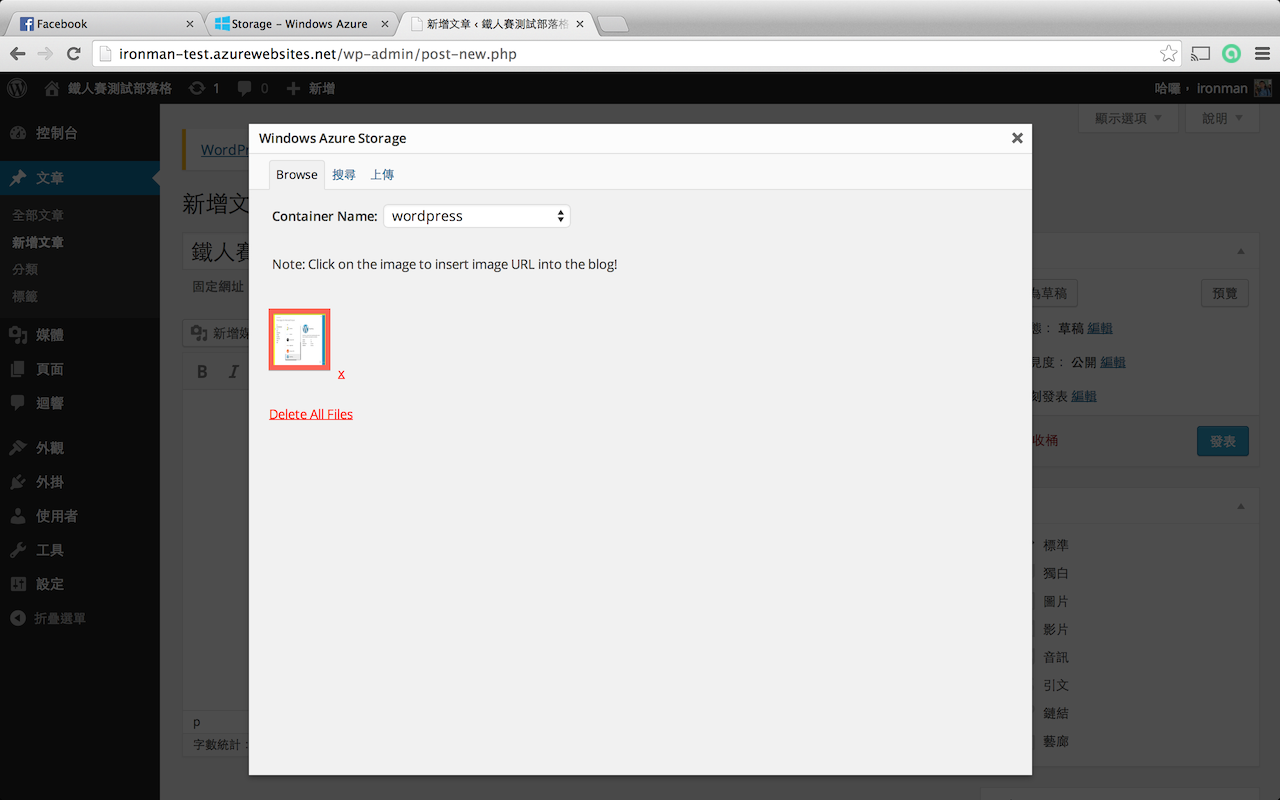 Facebook
Storage - Windows Azure
新增文章 ‹ 鐵人賽測試部落格
ironman-test.azurewebsites.net/wp-admin/post-new.php
鐵人賽測試部落格
1
0
新增
哈囉，ironman
控制台
文章
全部文章
新增文章
分類
標籤
媒體
頁面
迴響
外觀
外掛
使用者
工具
設定
折疊選單
顯示選項
說明
WordPr
新增文
鐵人賽
固定網址
新增媒
B I
p
字數統計：
Windows Azure Storage
Browse 搜尋 上傳
Container Name: wordpress
Note: Click on the image to insert image URL into the blog!
x
Delete All Files
為草稿
預覽
態： 草稿 編輯
見度： 公開 編輯
刻發表 編輯
收桶
發表
標準
獨白
圖片
影片
音訊
引文
鏈結
藝廊